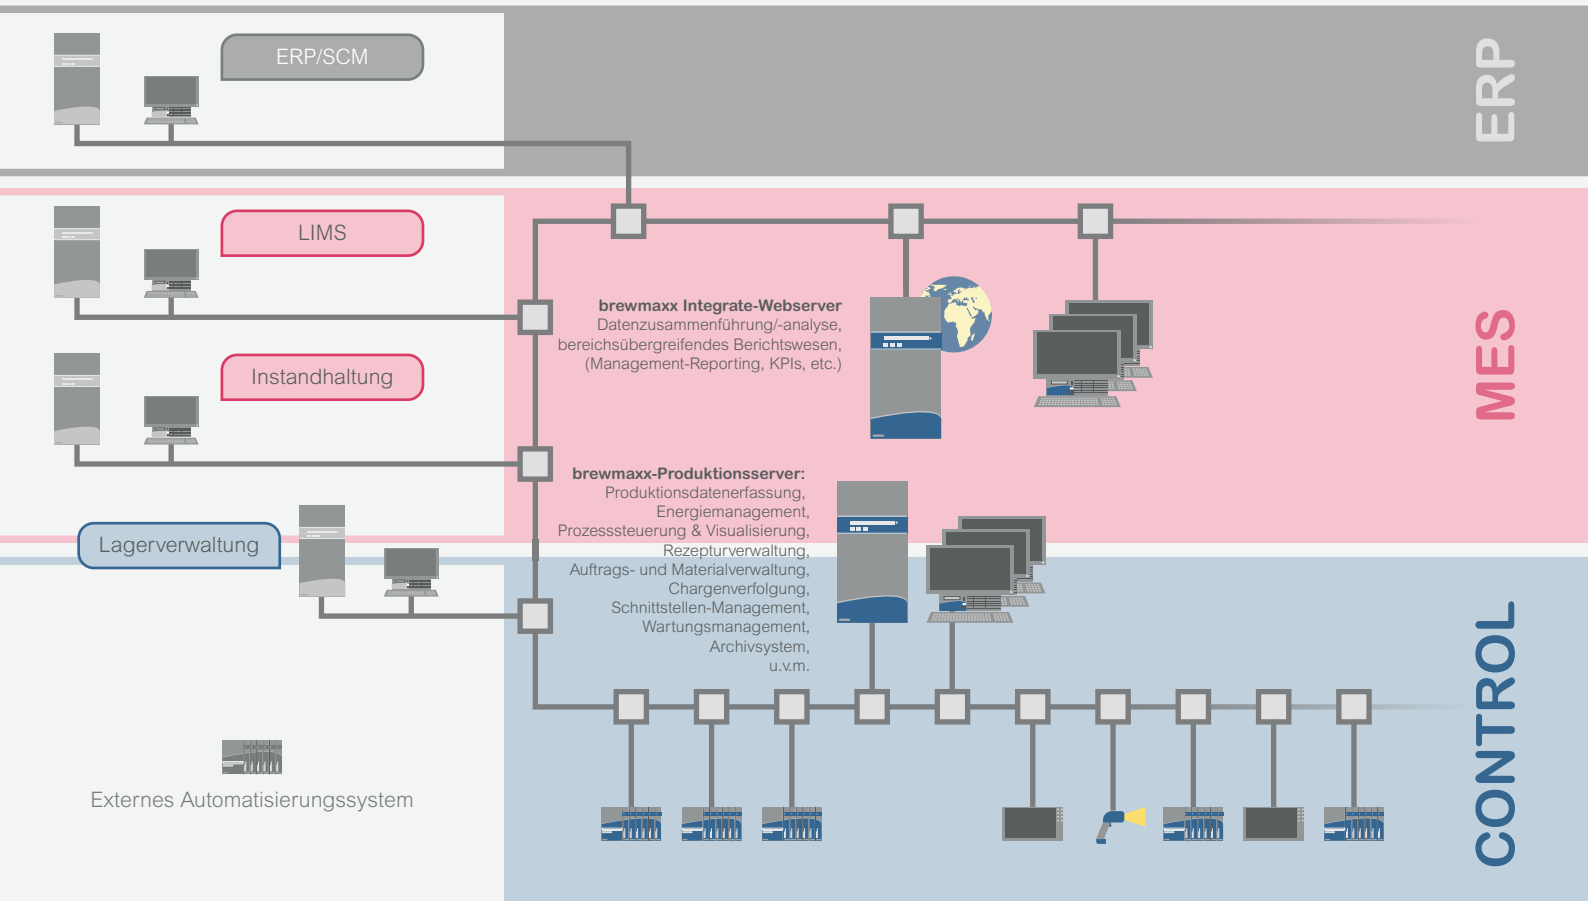 ERP/SCM
ERP
LIMS
brewmaxx Integrate-Webserver
Datenzusammenführung/-analyse,
bereichsübergreifendes Berichtswesen,
(Management-Reporting, KPIs, etc.)
MES
Instandhaltung
brewmaxx-Produktionsserver:
Produktionsdatenerfassung,
Energiemanagement,
Prozesssteuerung & Visualisierung,
Rezepturverwaltung,
Auftrags- und Materialverwaltung,
Chargenverfolgung,
Schnittstellen-Management,
Wartungsmanagement,
Archivsystem,
u.v.m.
Lagerverwaltung
CONTROL
Externes Automatisierungssystem